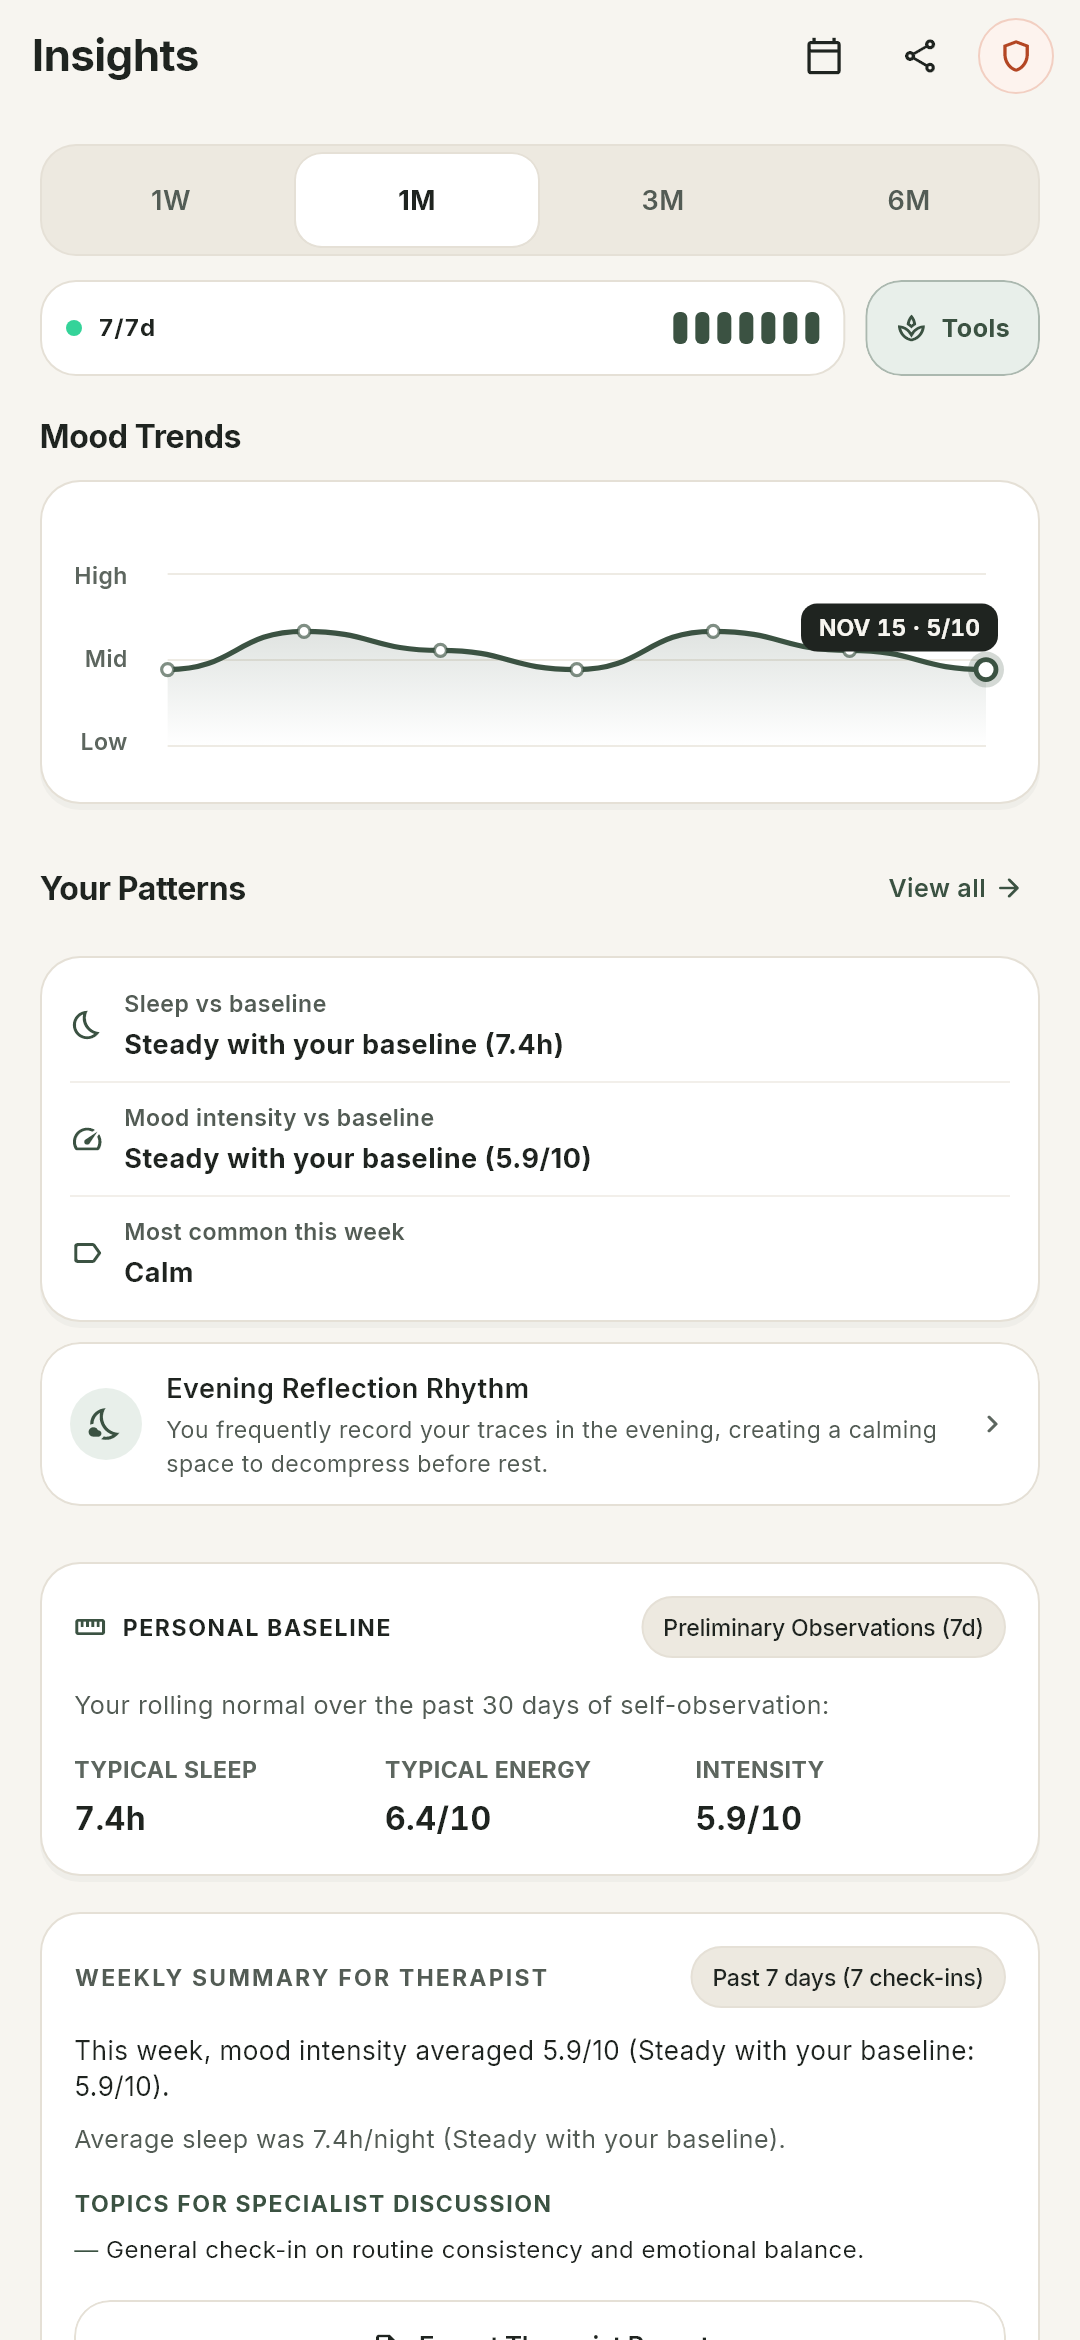 Insights
1W
1M
3M
6M
7/7d
Tools
Mood Trends
High
Mid
Low
NOV 15 · 5/10
Your Patterns
View all
Sleep vs baseline
Steady with your baseline (7.4h)
Mood intensity vs baseline
Steady with your baseline (5.9/10)
Most common this week
Calm
Evening Reflection Rhythm
You frequently record your traces in the evening, creating a calming
space to decompress before rest.
PERSONAL BASELINE
Preliminary Observations (7d)
Your rolling normal over the past 30 days of self-observation:
TYPICAL SLEEP
TYPICAL ENERGY
INTENSITY
7.4h
6.4/10
5.9/10
WEEKLY SUMMARY FOR THERAPIST
Past 7 days (7 check-ins)
This week, mood intensity averaged 5.9/10 (Steady with your baseline:
5.9/10).
Average sleep was 7.4h/night (Steady with your baseline).
TOPICS FOR SPECIALIST DISCUSSION
— General check-in on routine consistency and emotional balance.